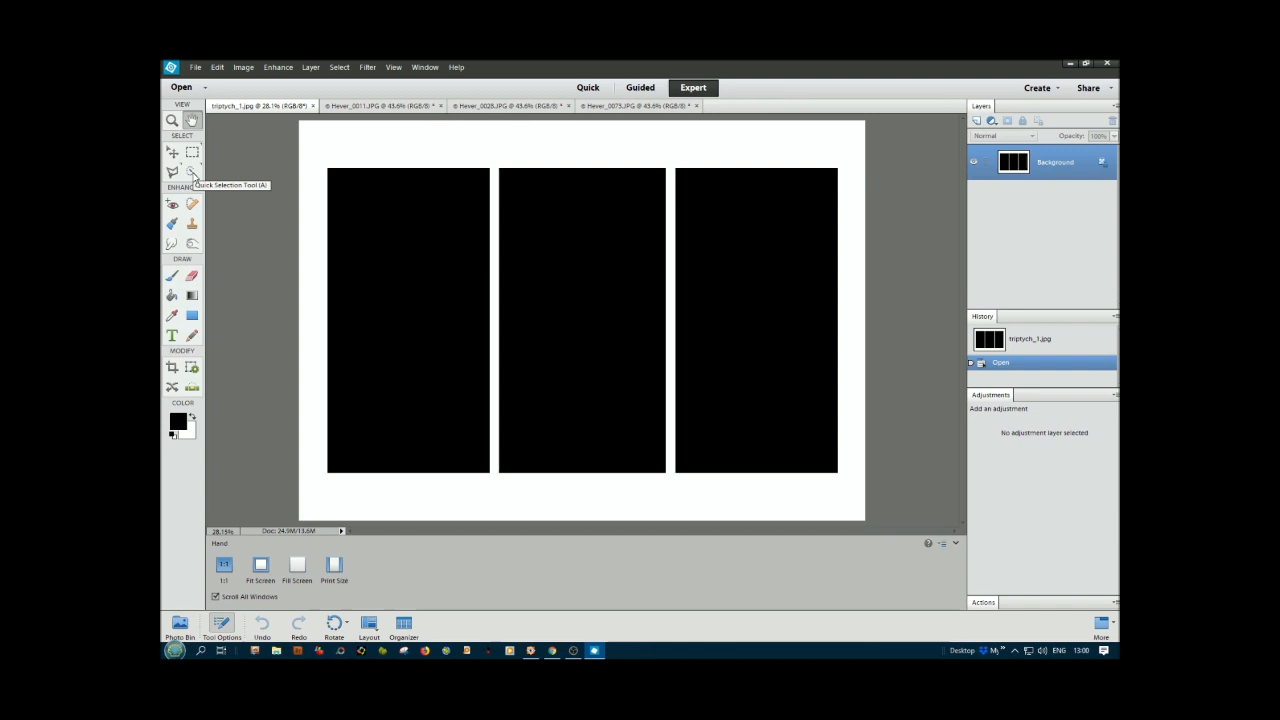 File Edit Image Enhance Layer Select Filter View Window Help
Open Quick Guided Expert Create Share
VIEW
triptych_1.jpg @ 28.1% (RGB/8*) × Hever_0011.JPG @ 43.6% (RGB/8) * × Hever_0028.JPG @ 43.6% (RGB/8) * × Hever_0073.JPG @ 43.6% (RGB/8) * ×
Layers
SELECT
Normal Opacity: 100%
Background
Quick Selection Tool (A)
ENHANC
DRAW
History
triptych_1.jpg
MODIFY
Open
Adjustments
COLOR
Add an adjustment
No adjustment layer selected
28.15% Doc: 24.9M/13.6M
Hand
1:1
1:1 Fit Screen Fill Screen Print Size
Scroll All Windows
Actions
Photo Bin Tool Options Undo Redo Rotate Layout Organizer More
Desktop ENG 13:00